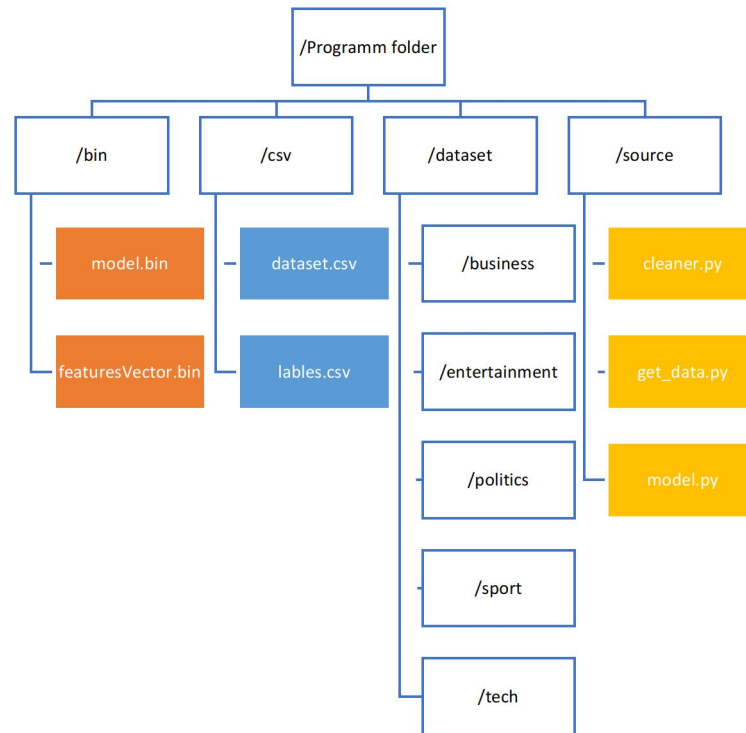 /Programm folder
/bin
/csv
/dataset
/source
model.bin
dataset.csv
/business
cleaner.py
featuresVector.bin
lables.csv
/entertainment
get_data.py
/politics
model.py
/sport
/tech